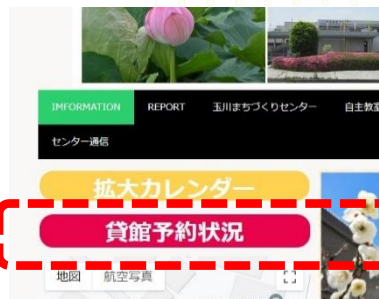 IMFORMATION REPORT 玉川まちづくりセンター 自主教室
センター通信
拡大カレンダー
貸館予約状況
地図 航空写真